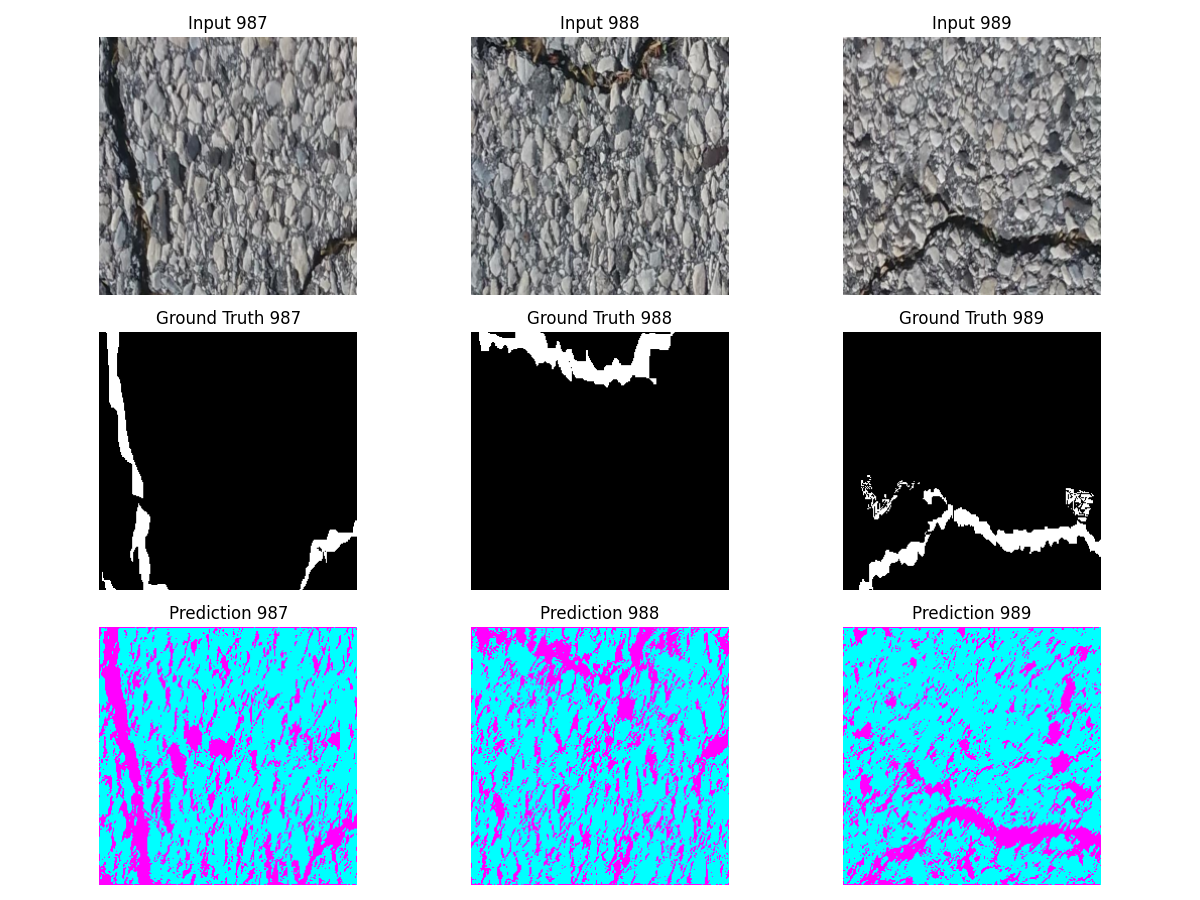 Input 987
Input 988
Input 989
Ground Truth 987
Ground Truth 988
Ground Truth 989
Prediction 987
Prediction 988
Prediction 989